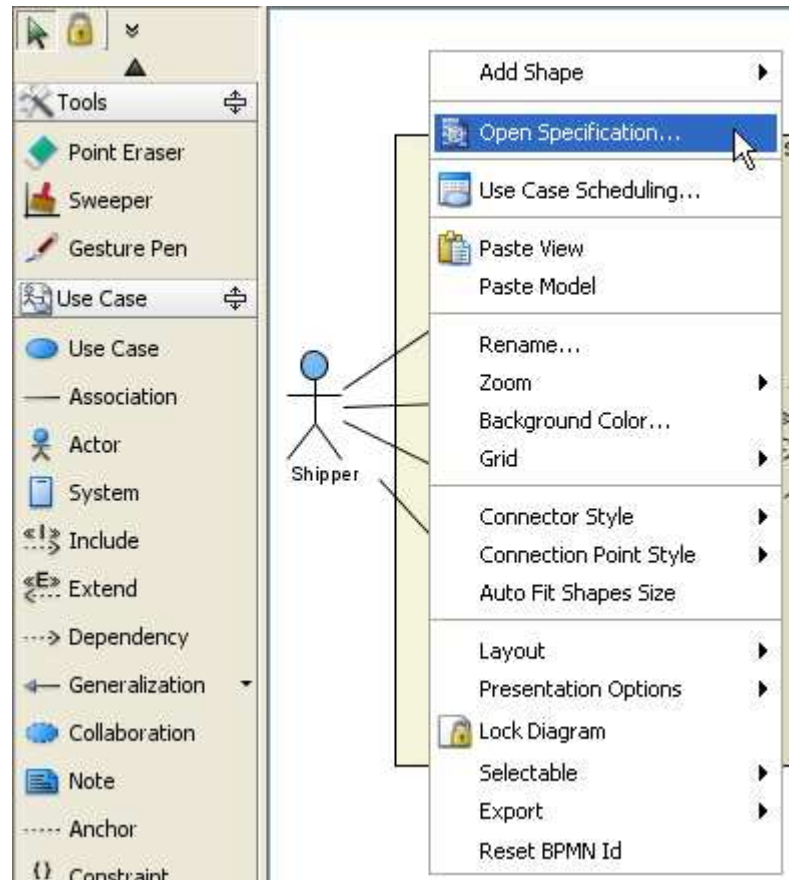 Tools
Point Eraser
Sweeper
Gesture Pen
Use Case
Use Case
Association
Actor
System
«I» Include
«E» Extend
Dependency
Generalization
Collaboration
Note
Anchor
{} Constraint
Shipper
Add Shape
Open Specification...
Use Case Scheduling...
Paste View
Paste Model
Rename...
Zoom
Background Color...
Grid
Connector Style
Connection Point Style
Auto Fit Shapes Size
Layout
Presentation Options
Lock Diagram
Selectable
Export
Reset BPMN Id